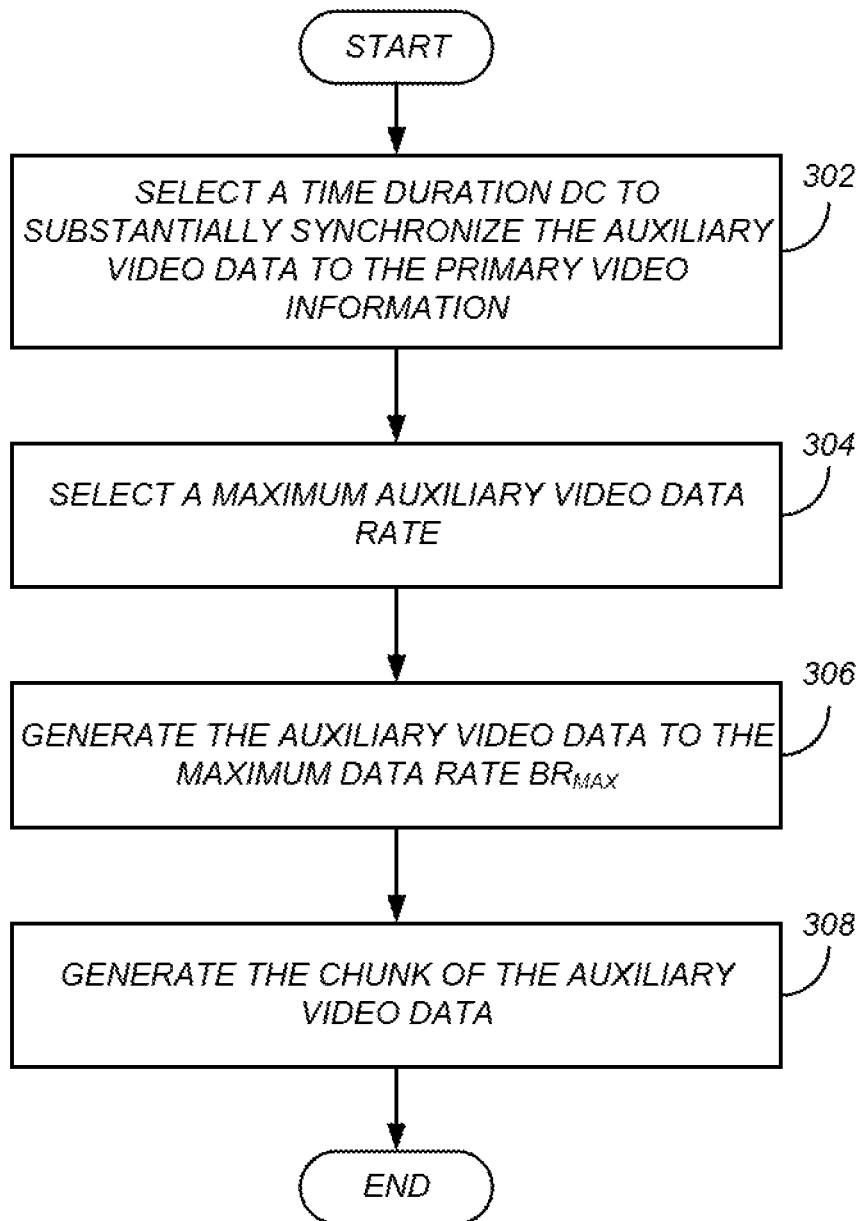 START
SELECT A TIME DURATION DC TO
SUBSTANTIALLY SYNCHRONIZE THE AUXILIARY
VIDEO DATA TO THE PRIMARY VIDEO
INFORMATION
302
SELECT A MAXIMUM AUXILIARY VIDEO DATA
RATE
304
GENERATE THE AUXILIARY VIDEO DATA TO THE
MAXIMUM DATA RATE BRMAX
306
GENERATE THE CHUNK OF THE AUXILIARY
VIDEO DATA
308
END